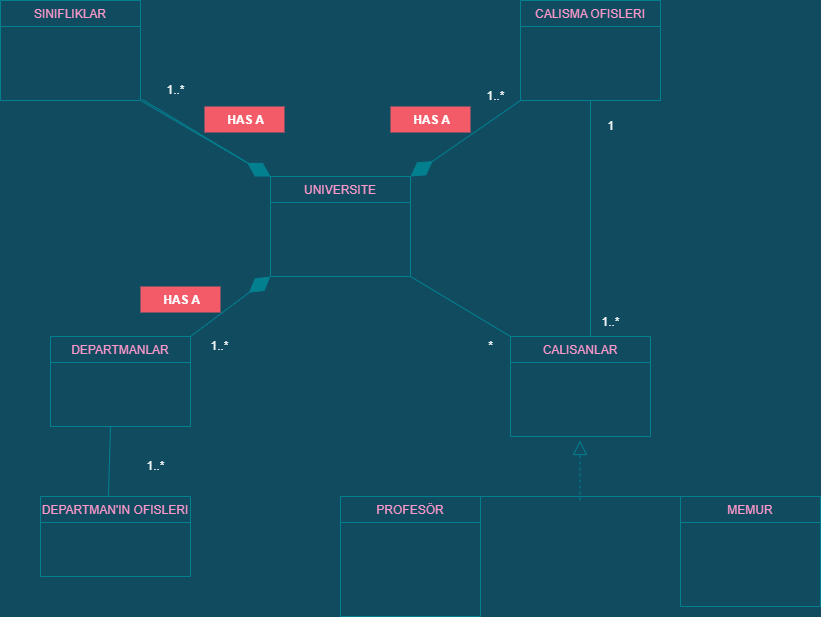 SINIFLIKLAR
CALISMA OFISLERI
1..*
1..*
HAS A
HAS A
1
UNIVERSITE
HAS A
1..*
1..*
*
DEPARTMANLAR
CALISANLAR
1..*
DEPARTMAN'IN OFISLERI
PROFESÖR
MEMUR